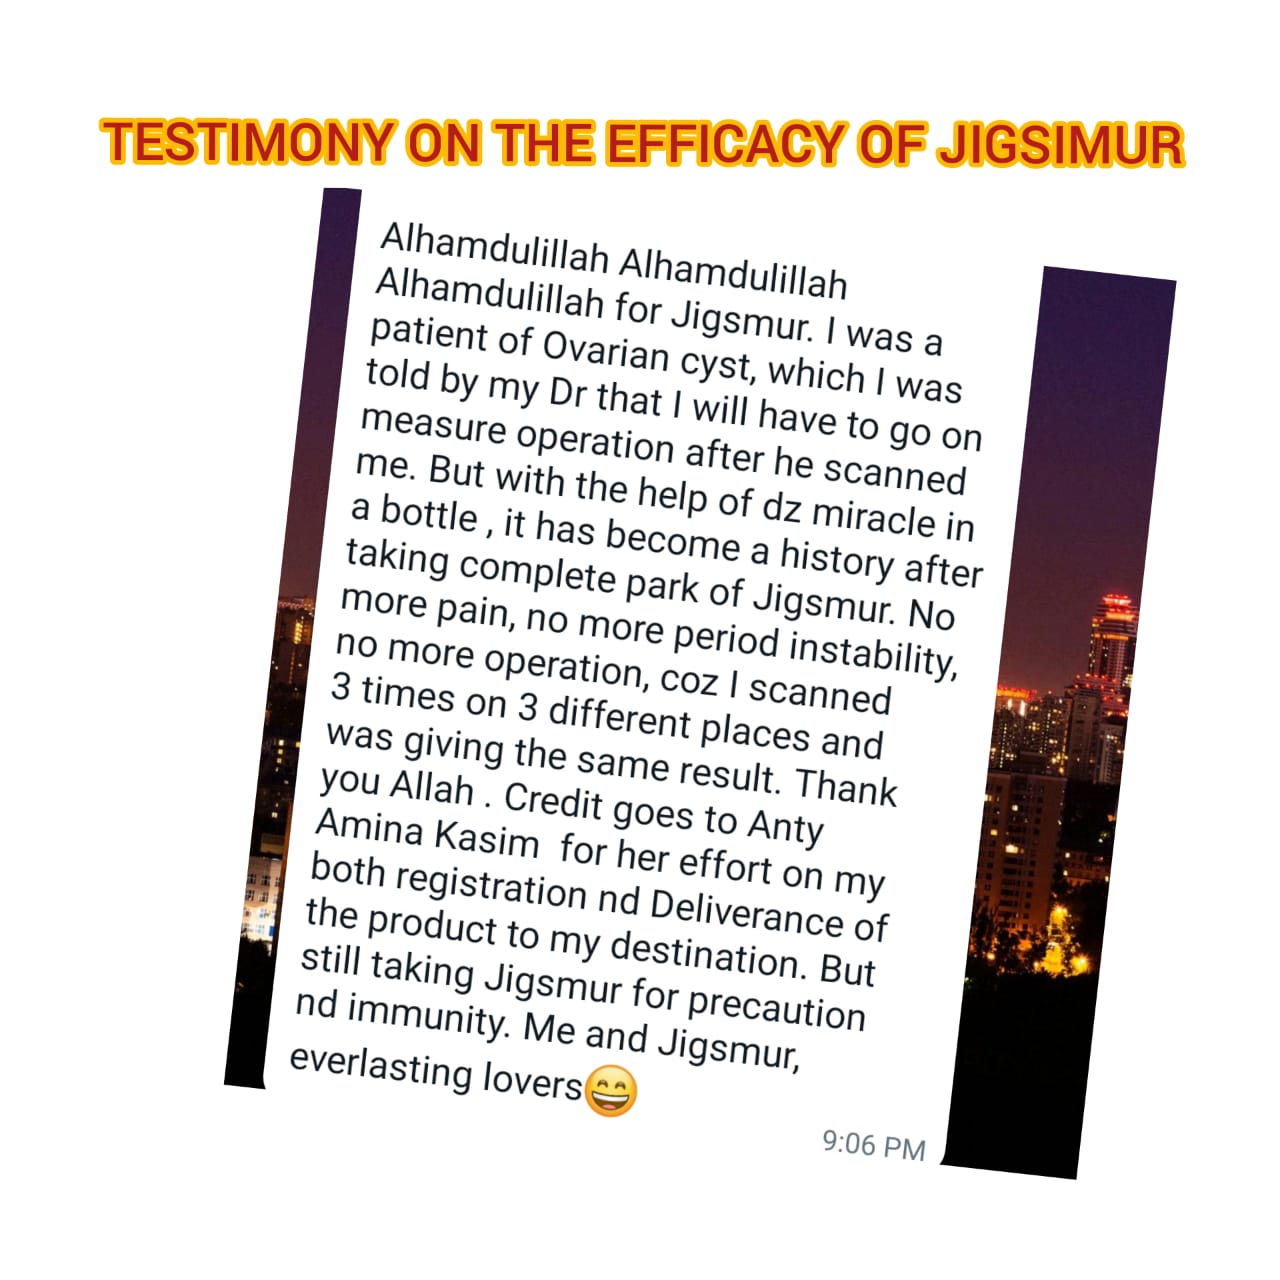 TESTIMONY ON THE EFFICACY OF JIGSIMUR
Alhamdulillah Alhamdulillah
Alhamdulillah for Jigsmur. I was a
patient of Ovarian cyst, which I was
told by my Dr that I will have to go on
measure operation after he scanned
me. But with the help of dz miracle in
a bottle , it has become a history after
taking complete park of Jigsmur. No
more pain, no more period instability,
no more operation, coz I scanned
3 times on 3 different places and
was giving the same result. Thank
you Allah . Credit goes to Anty
Amina Kasim  for her effort on my
both registration nd Deliverance of
the product to my destination. But
still taking Jigsmur for precaution
nd immunity. Me and Jigsmur,
everlasting lovers😄
9:06 PM